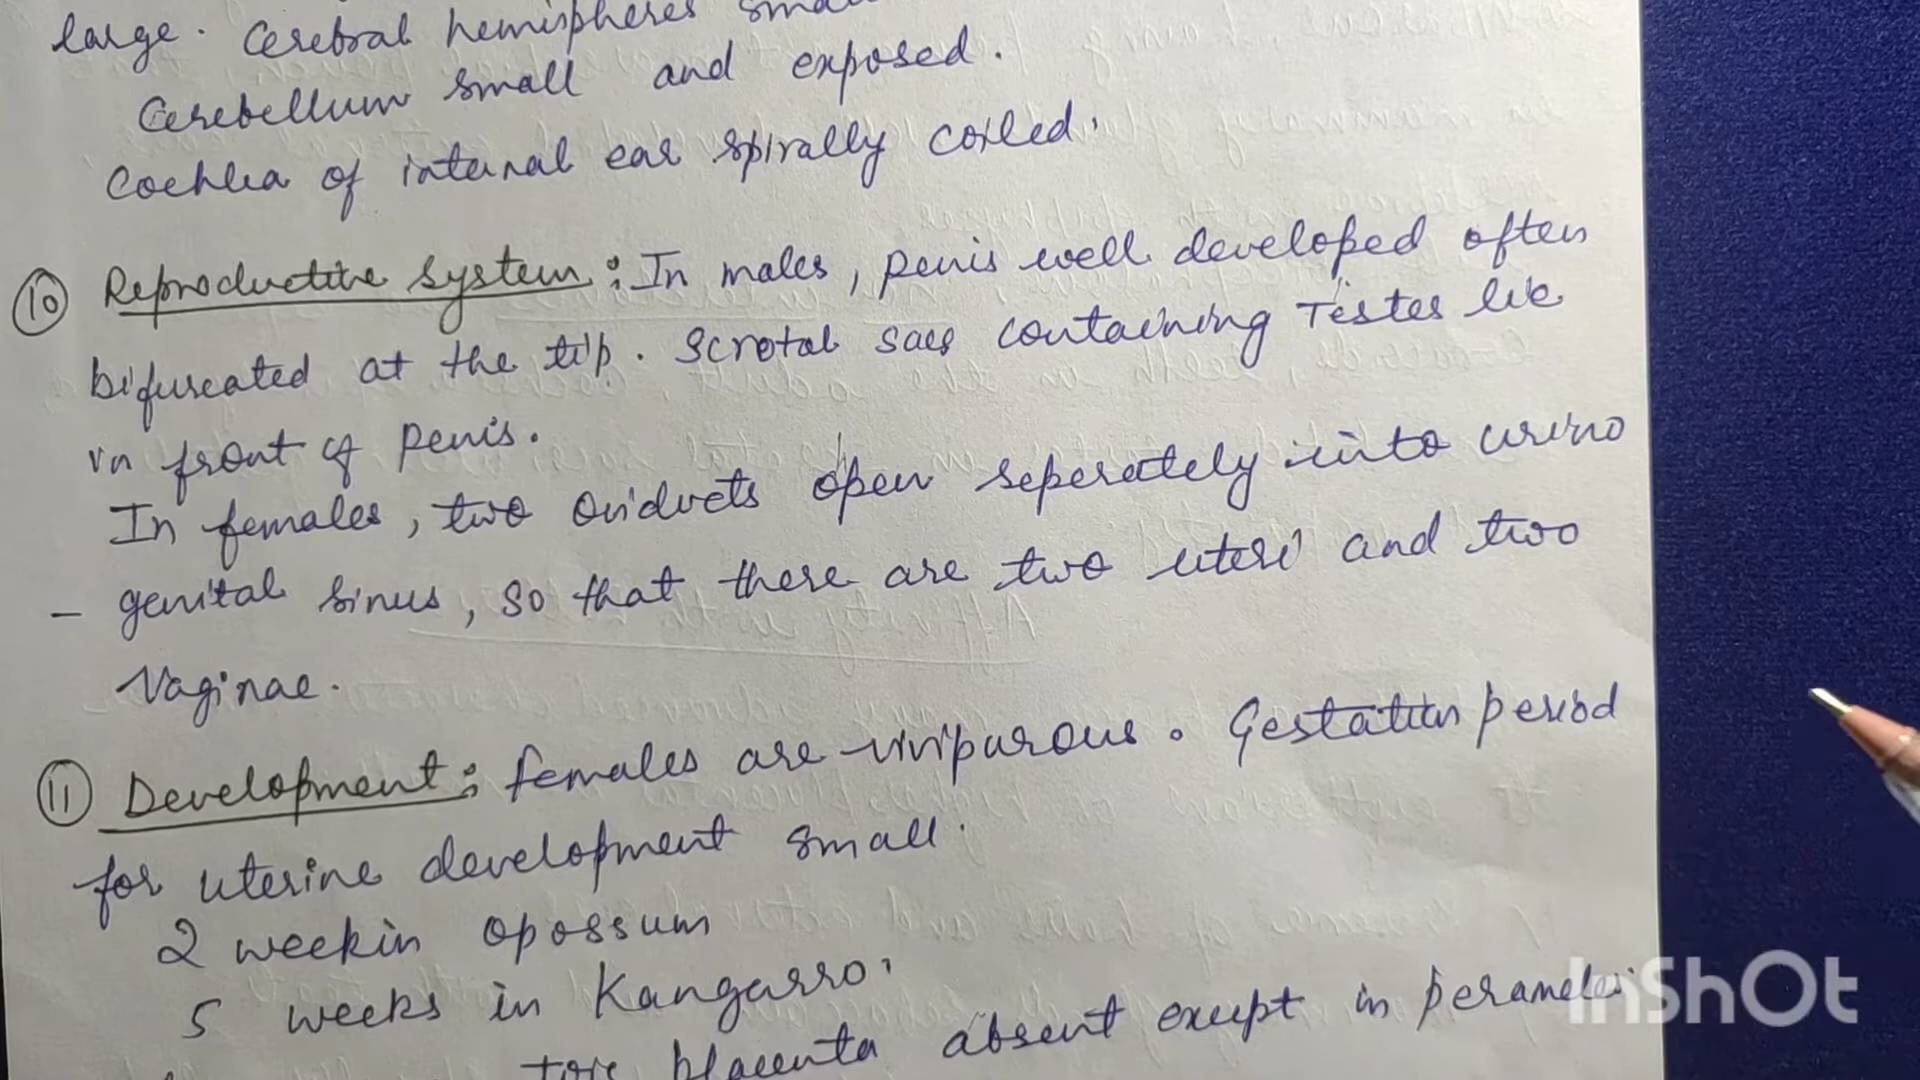 large. Cerebral hemispheres small
Cerebellum small and exposed.
Cochlea of internal ear spirally coiled.
10 Reproductive system: In males, penis well developed often
bifurcated at the tip. Scrotal sacs containing Testes lie
in front of penis.
In females, two oviducts open seperately into urino
- genital sinus, so that there are two uteri and two
Vaginae.
11 Development: females are viviparous. Gestation period
for uterine development small.
2 week in opossum
5 weeks in Kangarro.
placenta absent except in perameles
InShOt